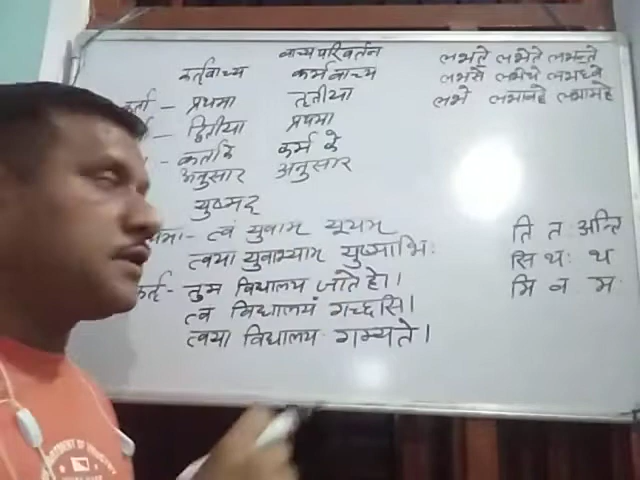 वाच्यपरिवर्तन
कर्तृवाच्य कर्मवाच्य
कर्ता - प्रथमा तृतीया
- द्वितीया प्रथमा
- कर्ता के कर्म के
अनुसार अनुसार
युष्मद्
त्वं युवाम् यूयम्
त्वया युवाभ्याम् युष्माभिः
कर्तृ - तुम विद्यालय जाते हो।
त्वं विद्यालयं गच्छसि।
त्वया विद्यालयः गम्यते।
लभते लभेते लभन्ते
लभसे लभेथे लभध्वे
लभे लभावहे लभामहे
ति तः अन्ति
सि थः थ
मि वः मः